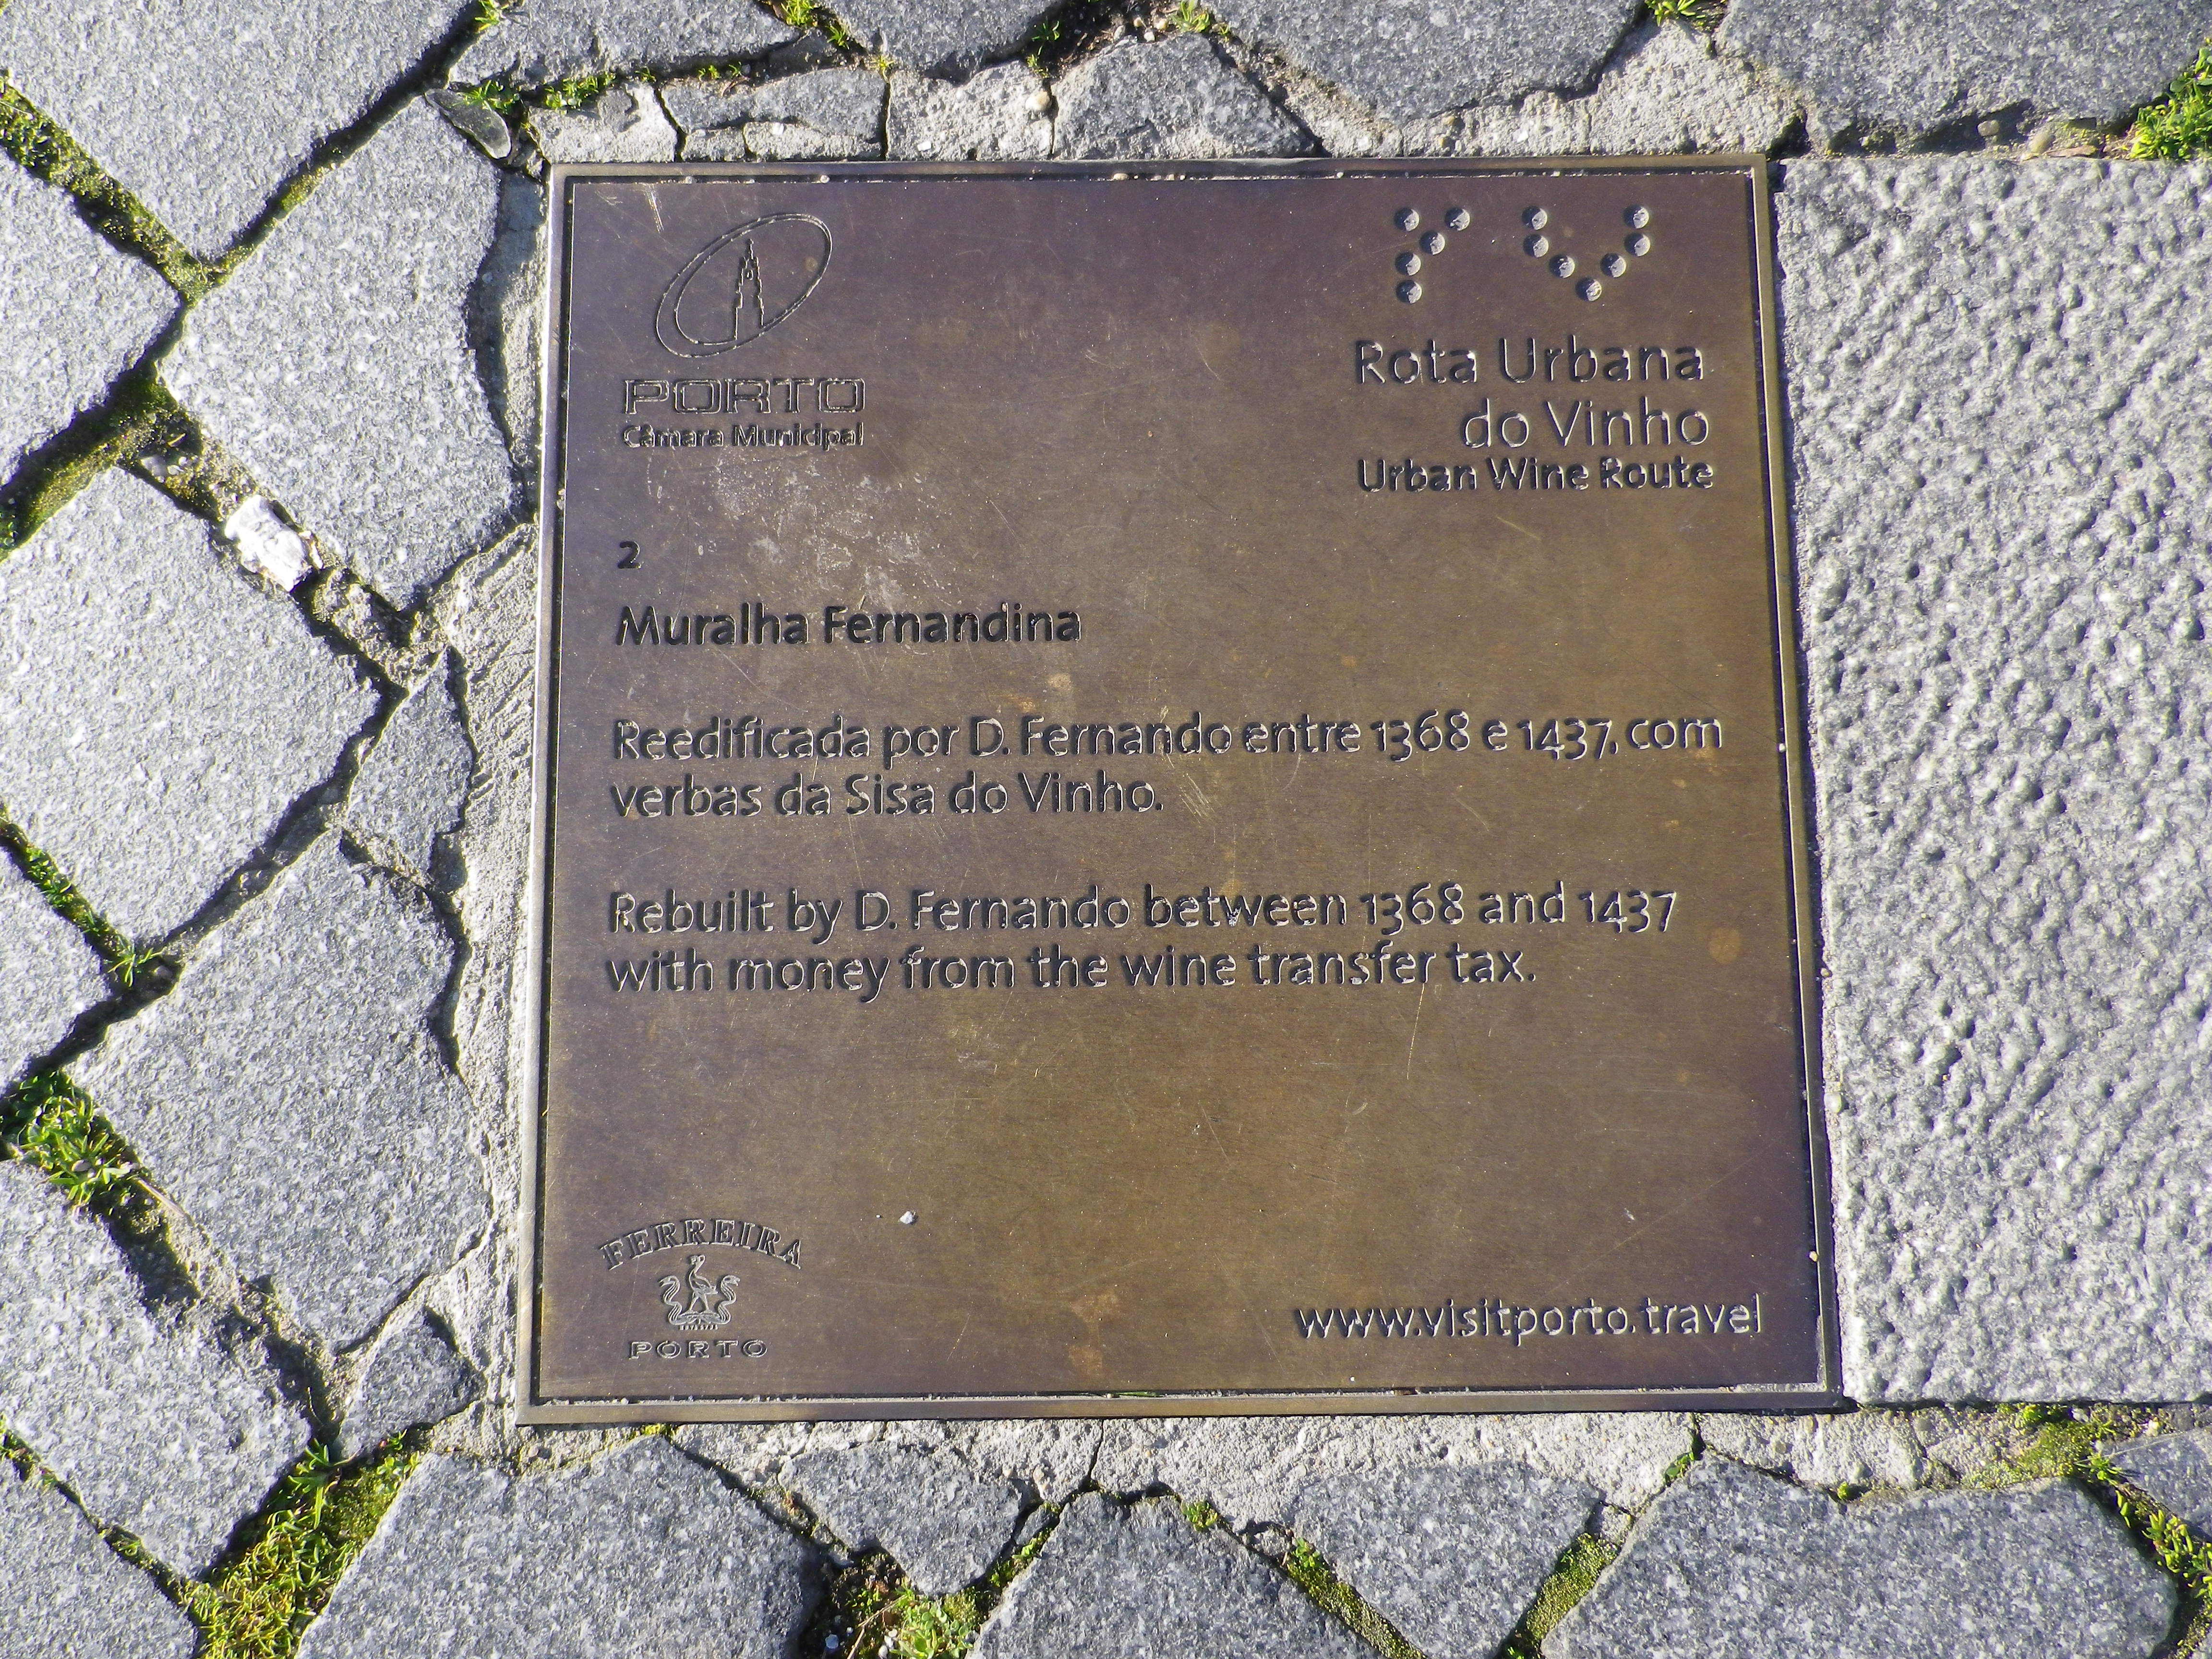 PORTO
Câmara Municipal
rv
Rota Urbana
do Vinho
Urban Wine Route
2
Muralha Fernandina
Reedificada por D. Fernando entre 1368 e 1437, com
verbas da Sisa do Vinho.
Rebuilt by D. Fernando between 1368 and 1437
with money from the wine transfer tax.
FERREIRA
PORTO
www.visitporto.travel